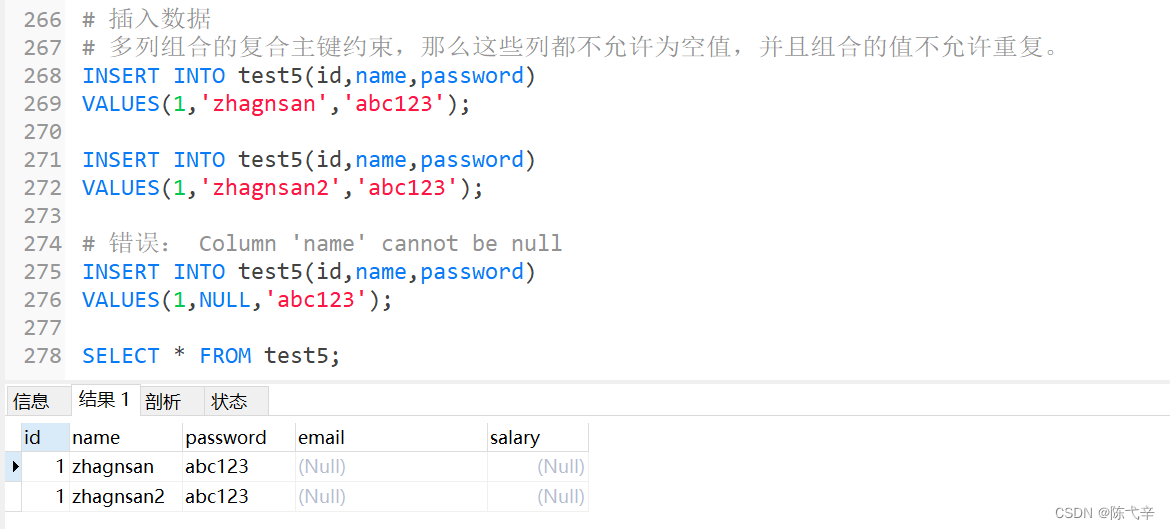 266 # 插入数据
267 # 多列组合的复合主键约束，那么这些列都不允许为空值，并且组合的值不允许重复。
268 INSERT INTO test5(id,name,password)
269 VALUES(1,'zhagnsan','abc123');
270
271 INSERT INTO test5(id,name,password)
272 VALUES(1,'zhagnsan2','abc123');
273
274 # 错误： Column 'name' cannot be null
275 INSERT INTO test5(id,name,password)
276 VALUES(1,NULL,'abc123');
277
278 SELECT * FROM test5;
信息 结果 1 剖析 状态
id name password email salary
1 zhagnsan abc123 (Null) (Null)
1 zhagnsan2 abc123 (Null) (Null)
CSDN @陈弋辛